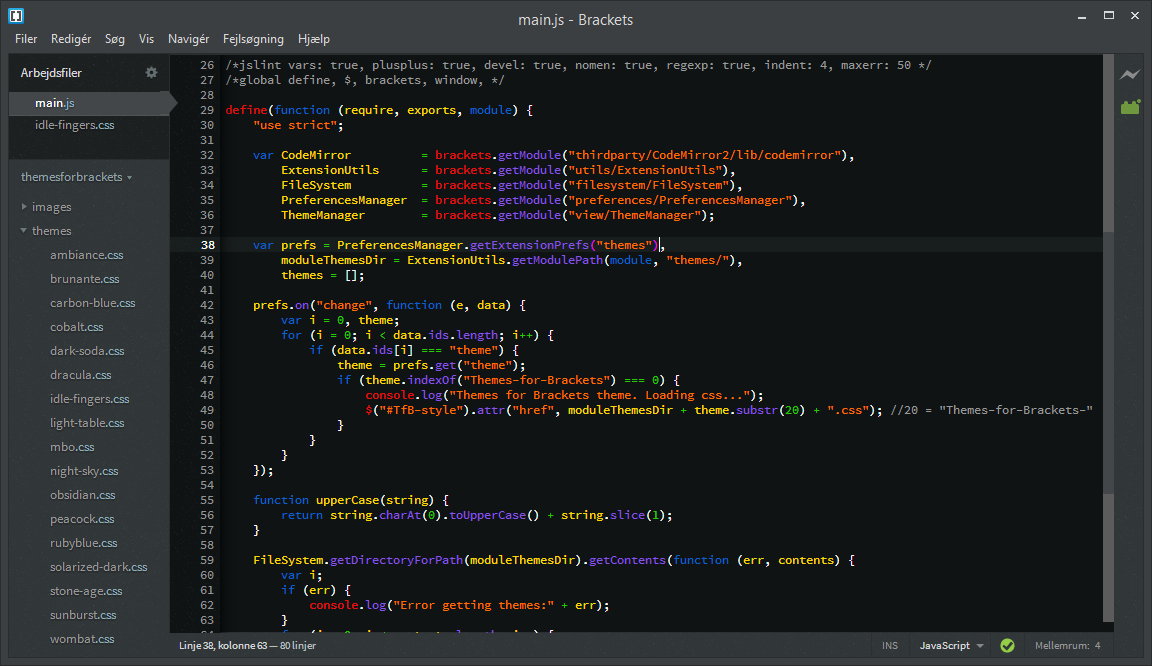 main.js - Brackets
Filer Redigér Søg Vis Navigér Fejlsøgning Hjælp
Arbejdsfiler
main.js
idle-fingers.css
themesforbrackets
images
themes
ambiance.css
brunante.css
carbon-blue.css
cobalt.css
dark-soda.css
dracula.css
idle-fingers.css
light-table.css
mbo.css
night-sky.css
obsidian.css
peacock.css
rubyblue.css
solarized-dark.css
stone-age.css
sunburst.css
wombat.css
26 /*jslint vars: true, plusplus: true, devel: true, nomen: true, regexp: true, indent: 4, maxerr: 50 */
27 /*global define, $, brackets, window, */
28
29 define(function (require, exports, module) {
30     "use strict";
31
32     var CodeMirror          = brackets.getModule("thirdparty/CodeMirror2/lib/codemirror"),
33         ExtensionUtils      = brackets.getModule("utils/ExtensionUtils"),
34         FileSystem          = brackets.getModule("filesystem/FileSystem"),
35         PreferencesManager  = brackets.getModule("preferences/PreferencesManager"),
36         ThemeManager        = brackets.getModule("view/ThemeManager");
37
38     var prefs = PreferencesManager.getExtensionPrefs("themes"),
39         moduleThemesDir = ExtensionUtils.getModulePath(module, "themes/"),
40         themes = [];
41
42     prefs.on("change", function (e, data) {
43         var i = 0, theme;
44         for (i = 0; i < data.ids.length; i++) {
45             if (data.ids[i] === "theme") {
46                 theme = prefs.get("theme");
47                 if (theme.indexOf("Themes-for-Brackets") === 0) {
48                     console.log("Themes for Brackets theme. Loading css...");
49                     $("#TfB-style").attr("href", moduleThemesDir + theme.substr(20) + ".css"); //20 = "Themes-for-Brackets-"
50                 }
51             }
52         }
53     });
54
55     function upperCase(string) {
56         return string.charAt(0).toUpperCase() + string.slice(1);
57     }
58
59     FileSystem.getDirectoryForPath(moduleThemesDir).getContents(function (err, contents) {
60         var i;
61         if (err) {
62             console.log("Error getting themes:" + err);
63         }
Linje 38, kolonne 63 — 80 linjer
INS JavaScript Mellemrum: 4